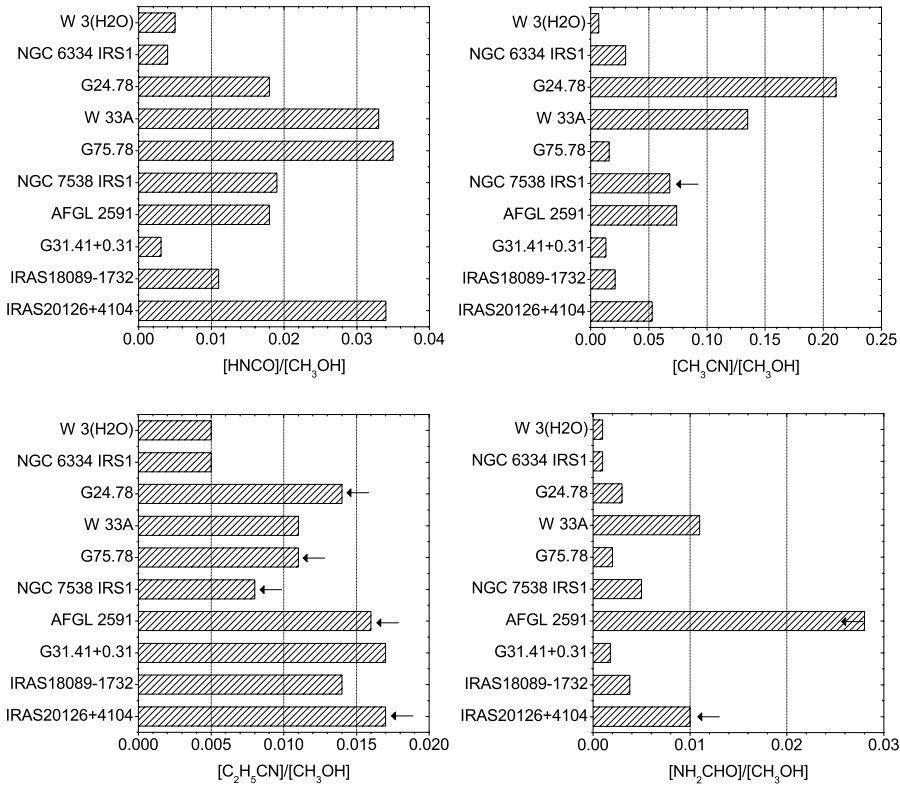 W 3(H2O)
NGC 6334 IRS1
G24.78
W 33A
G75.78
NGC 7538 IRS1
AFGL 2591
G31.41+0.31
IRAS18089-1732
IRAS20126+4104
0.00 0.01 0.02 0.03 0.04
[HNCO]/[CH3OH]
W 3(H2O)
NGC 6334 IRS1
G24.78
W 33A
G75.78
NGC 7538 IRS1
AFGL 2591
G31.41+0.31
IRAS18089-1732
IRAS20126+4104
0.00 0.05 0.10 0.15 0.20 0.25
[CH3CN]/[CH3OH]
W 3(H2O)
NGC 6334 IRS1
G24.78
W 33A
G75.78
NGC 7538 IRS1
AFGL 2591
G31.41+0.31
IRAS18089-1732
IRAS20126+4104
0.000 0.005 0.010 0.015 0.020
[C2H5CN]/[CH3OH]
W 3(H2O)
NGC 6334 IRS1
G24.78
W 33A
G75.78
NGC 7538 IRS1
AFGL 2591
G31.41+0.31
IRAS18089-1732
IRAS20126+4104
0.00 0.01 0.02 0.03
[NH2CHO]/[CH3OH]